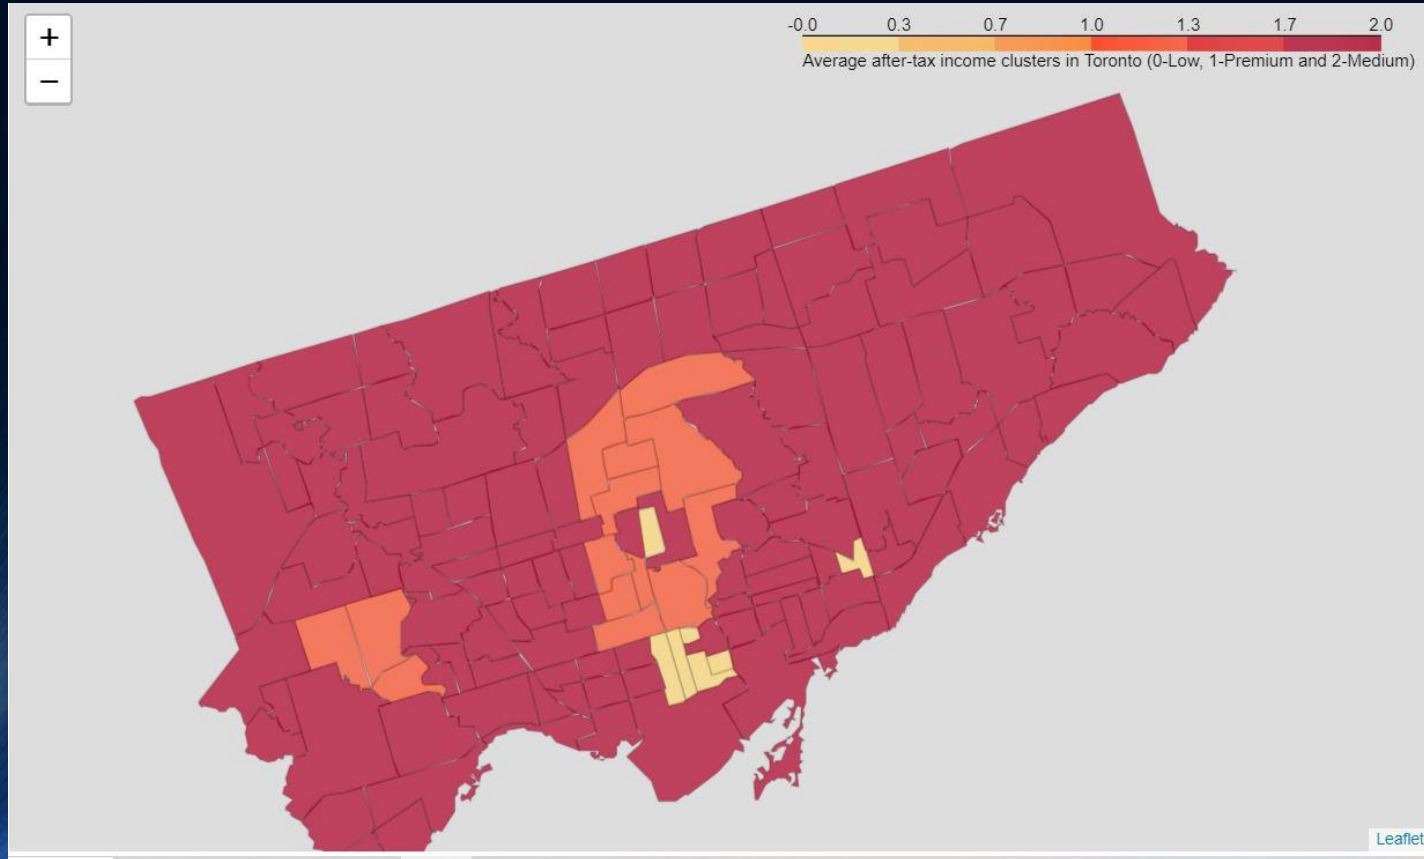 +
−
-0.0 0.3 0.7 1.0 1.3 1.7 2.0
Average after-tax income clusters in Toronto (0-Low, 1-Premium and 2-Medium)
Leaflet